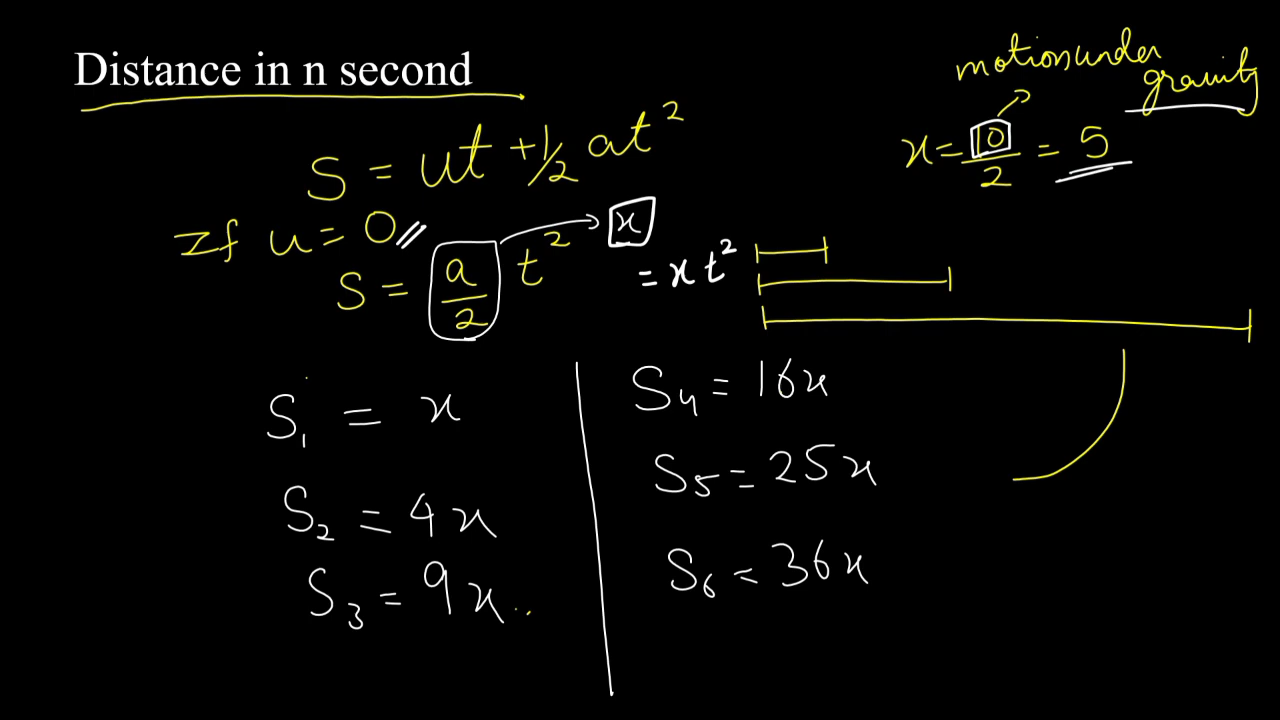 Distance in n second
motion under
gravity
S = ut + 1/2 at²
x = 10/2 = 5
If u = 0
x
S = a/2 t² = x t²
S₁ = x
S₂ = 4x
S₃ = 9x..
S₄ = 16x
S₅ = 25x
S₆ = 36x